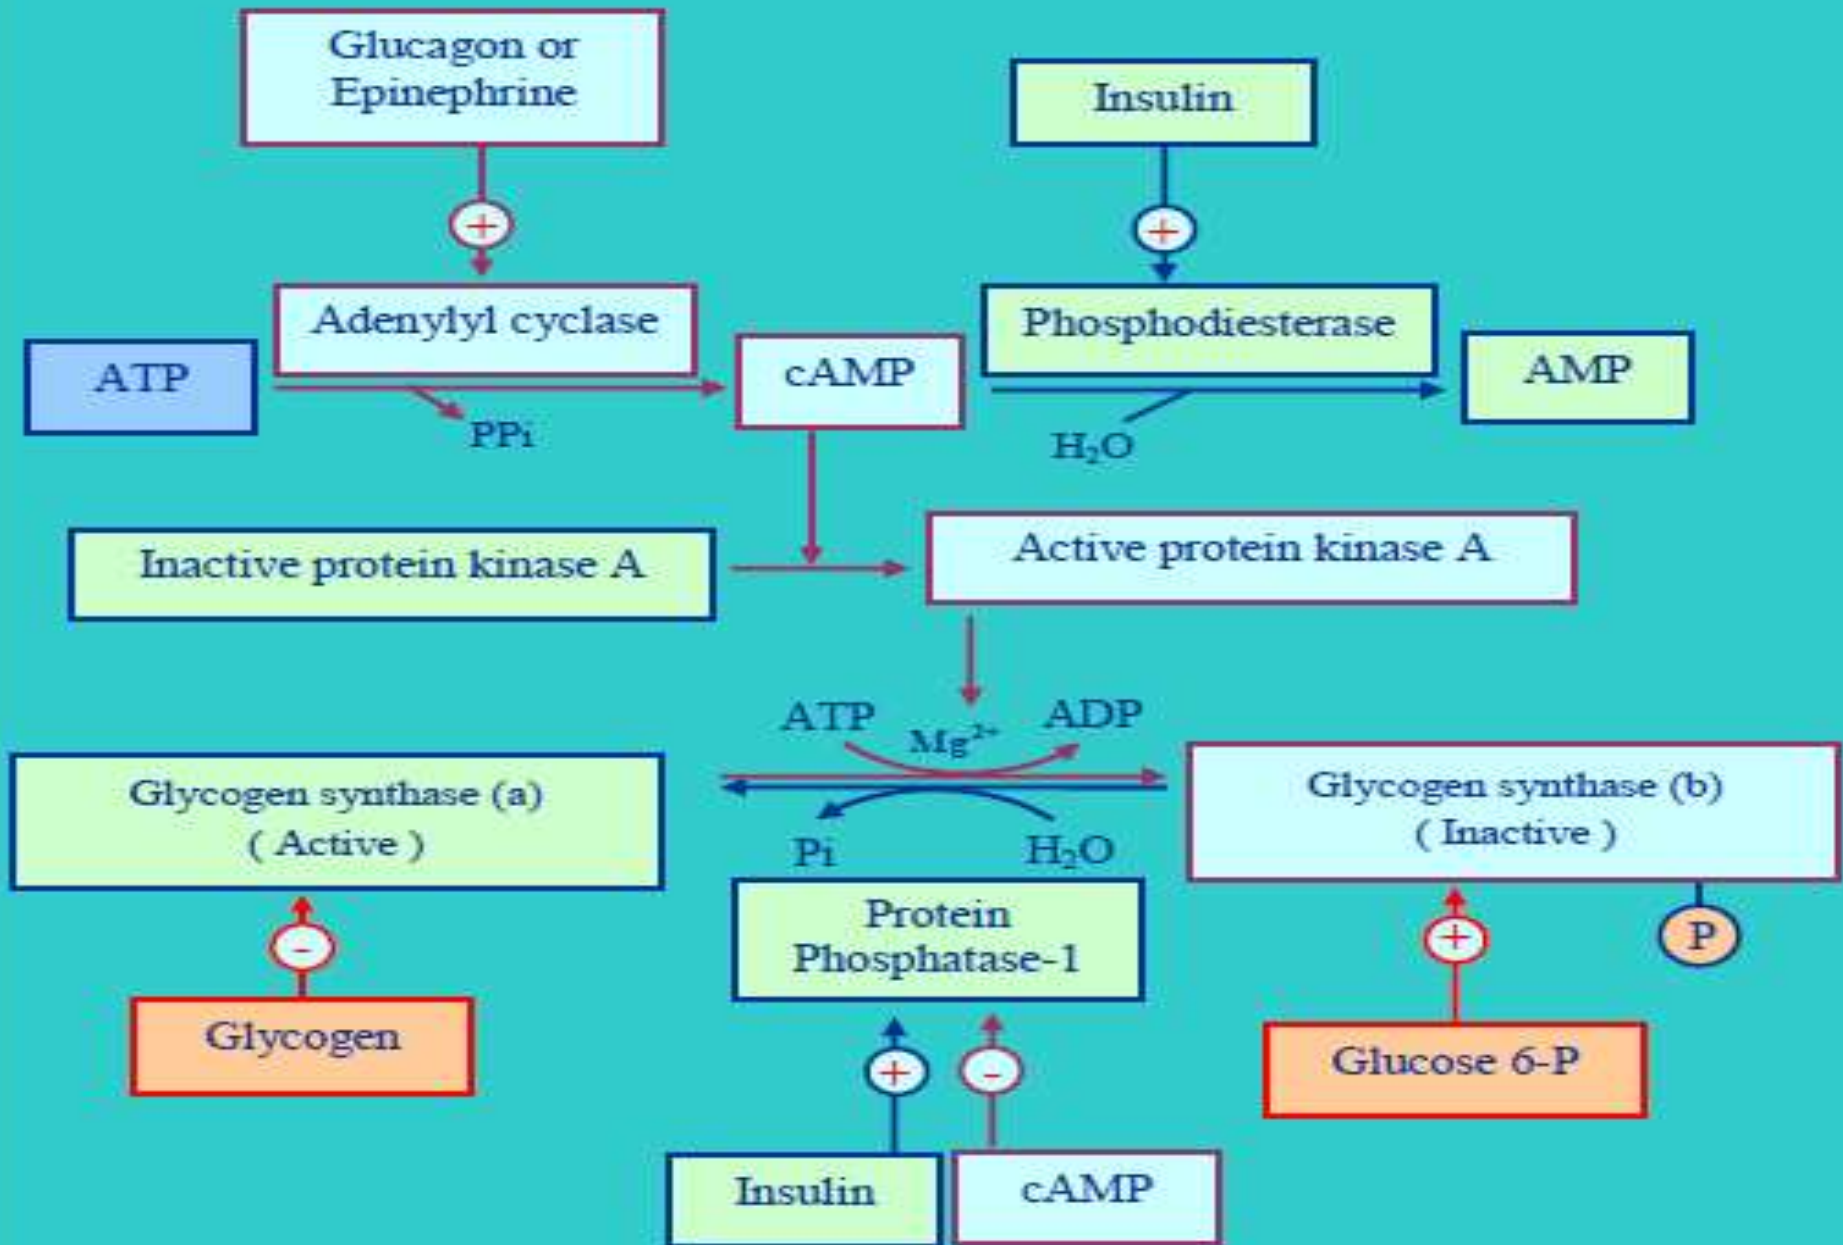 Glucagon or
Epinephrine
Insulin
+
+
Adenylyl cyclase
Phosphodiesterase
ATP
cAMP
AMP
PPi
H₂O
Inactive protein kinase A
Active protein kinase A
ATP
Mg²⁺
ADP
Glycogen synthase (a)
( Active )
Glycogen synthase (b)
( Inactive )
Pi
H₂O
Protein
Phosphatase-1
-
+
P
Glycogen
Glucose 6-P
+
-
Insulin
cAMP